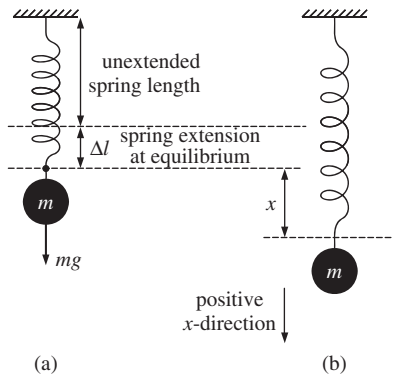 unextended
spring length
Δl
spring extension
at equilibrium
x
m
mg
m
positive
x-direction
(a)
(b)